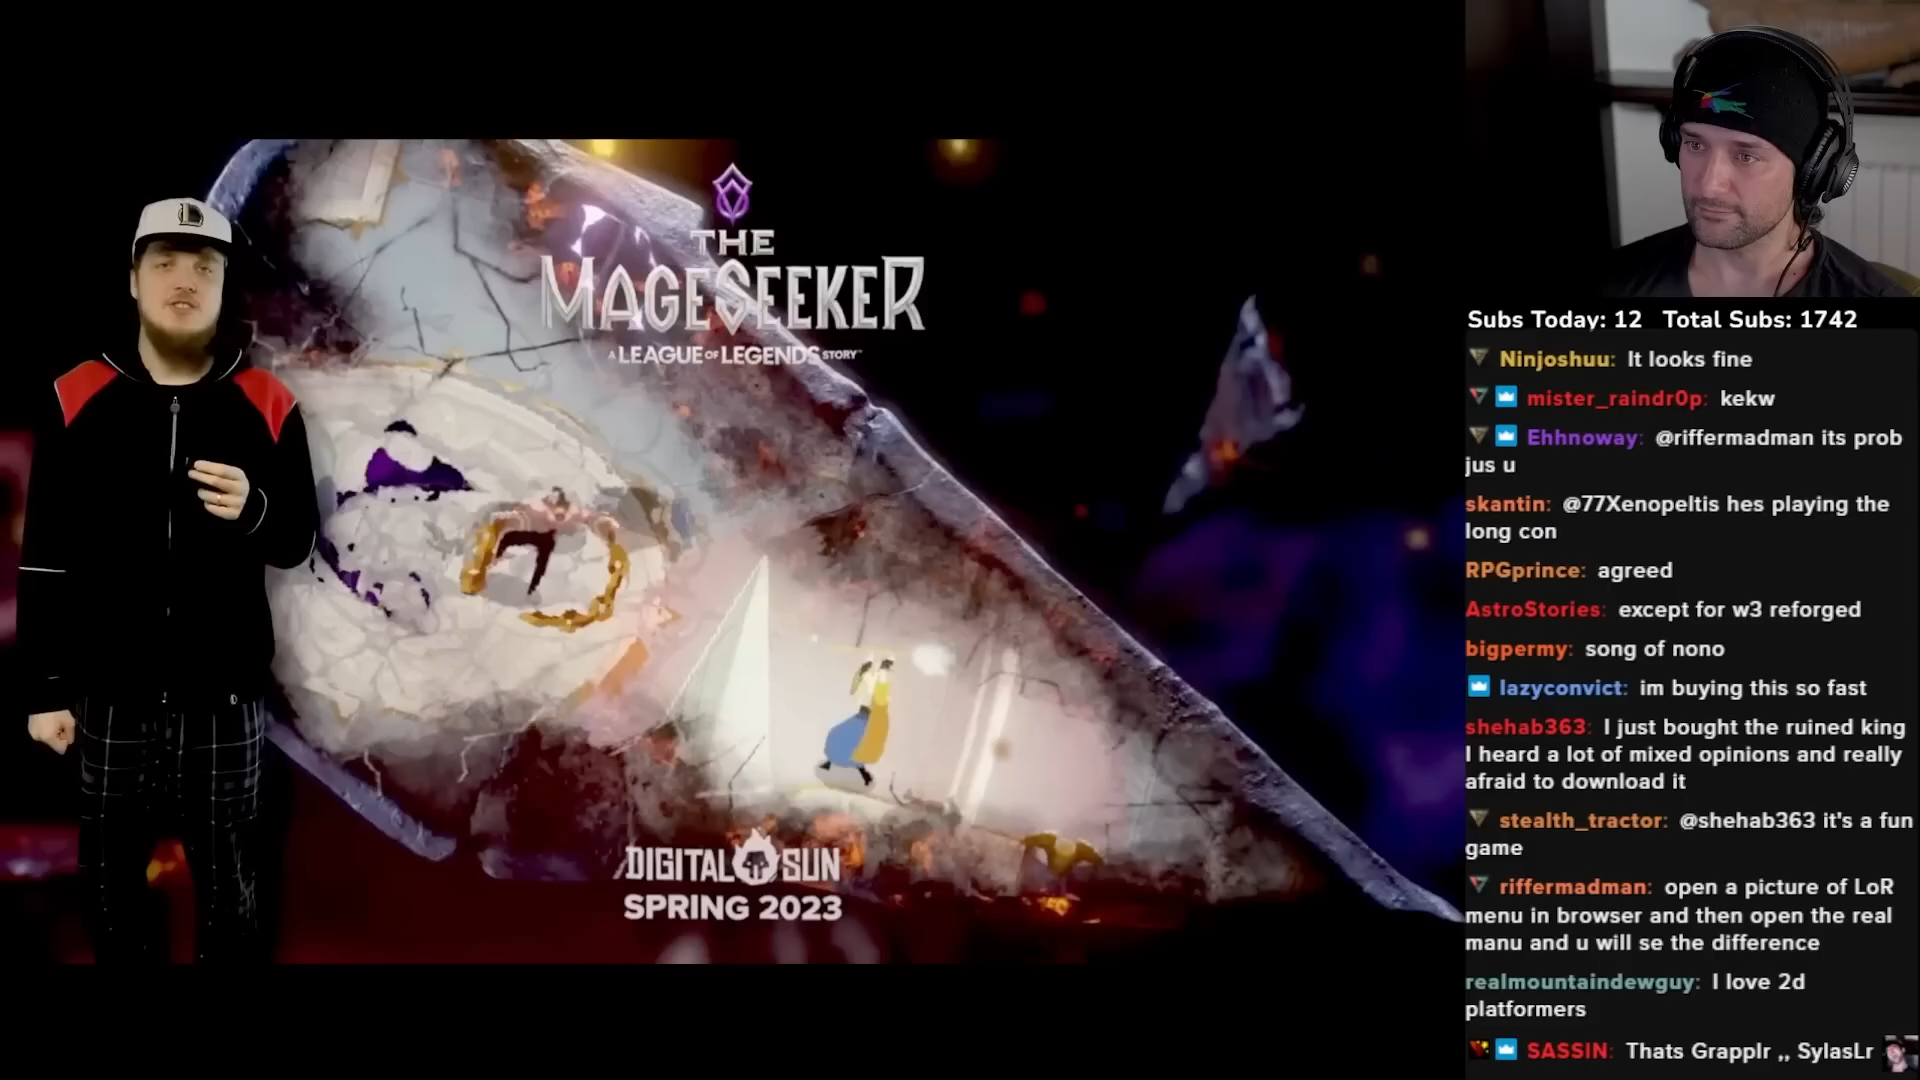 THE
MAGESEEKER
A LEAGUE OF LEGENDS STORY™
DIGITAL SUN
SPRING 2023
Subs Today: 12 Total Subs: 1742
Ninjoshuu: It looks fine
mister_raindr0p: kekw
Ehhnoway: @riffermadman its prob
jus u
skantin: @77Xenopeltis hes playing the
long con
RPGprince: agreed
AstroStories: except for w3 reforged
bigpermy: song of nono
lazyconvict: im buying this so fast
shehab363: I just bought the ruined king
I heard a lot of mixed opinions and really
afraid to download it
stealth_tractor: @shehab363 it's a fun
game
riffermadman: open a picture of LoR
menu in browser and then open the real
manu and u will se the difference
realmountaindewguy: I love 2d
platformers
SASSIN: Thats Grapplr ,, SylasLr